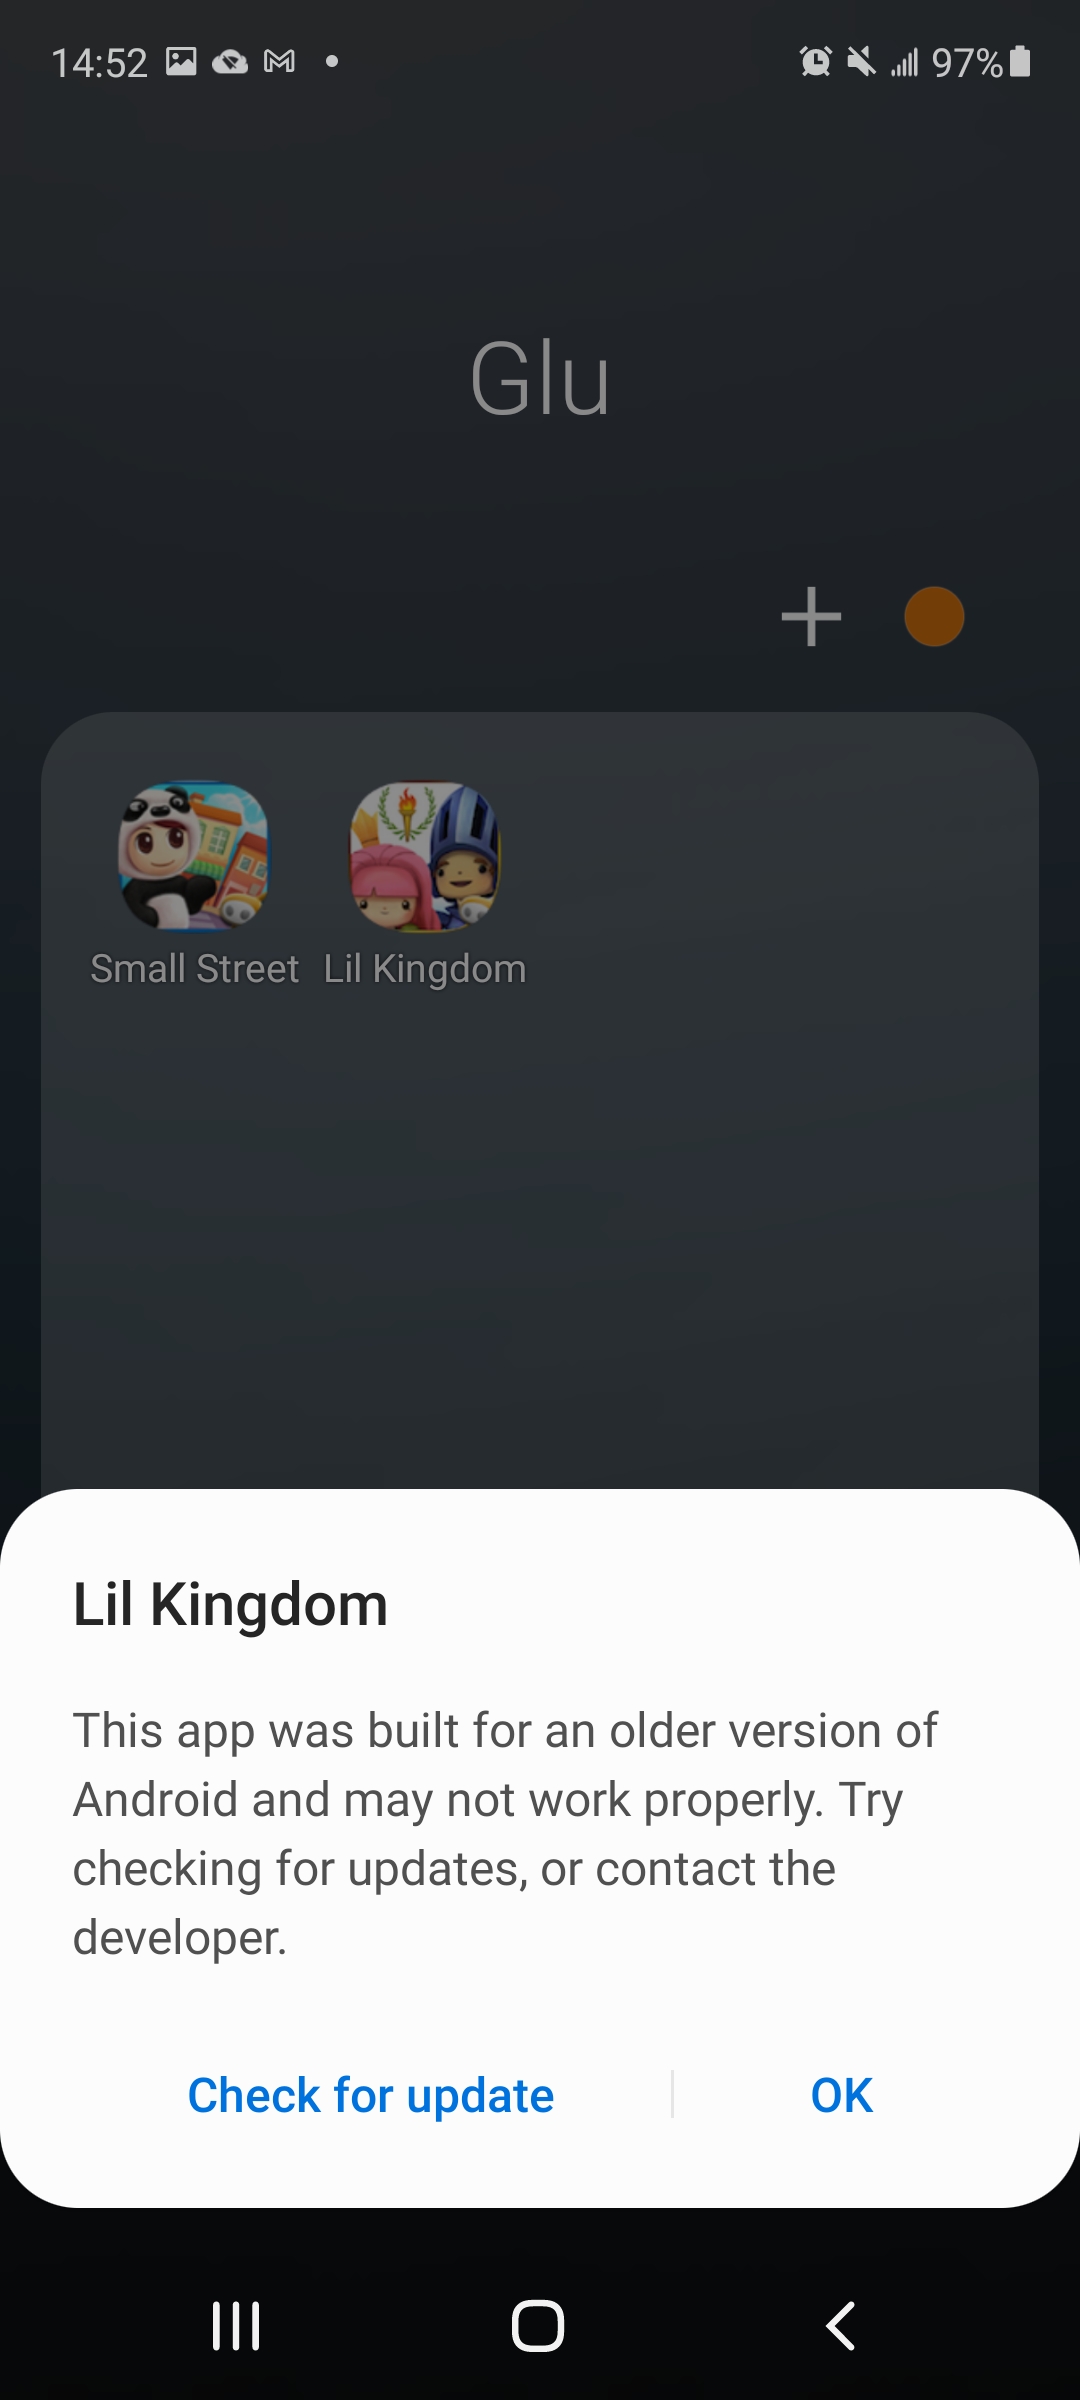 14:52
97%
Glu
Small Street
Lil Kingdom
Lil Kingdom
This app was built for an older version of
Android and may not work properly. Try
checking for updates, or contact the
developer.
Check for update
OK